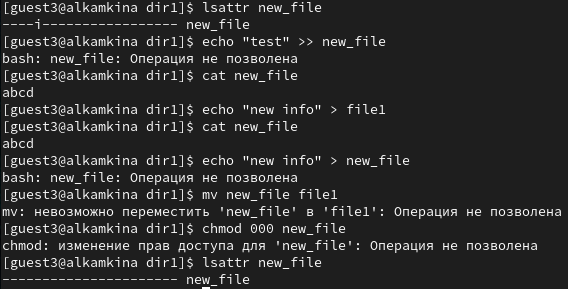 [guest3@alkamkina dir1]$ lsattr new_file
----i----------------- new_file
[guest3@alkamkina dir1]$ echo "test" >> new_file
bash: new_file: Операция не позволена
[guest3@alkamkina dir1]$ cat new_file
abcd
[guest3@alkamkina dir1]$ echo "new info" > file1
[guest3@alkamkina dir1]$ cat new_file
abcd
[guest3@alkamkina dir1]$ echo "new info" > new_file
bash: new_file: Операция не позволена
[guest3@alkamkina dir1]$ mv new_file file1
mv: невозможно переместить 'new_file' в 'file1': Операция не позволена
[guest3@alkamkina dir1]$ chmod 000 new_file
chmod: изменение прав доступа для 'new_file': Операция не позволена
[guest3@alkamkina dir1]$ lsattr new_file
---------------------- new_file